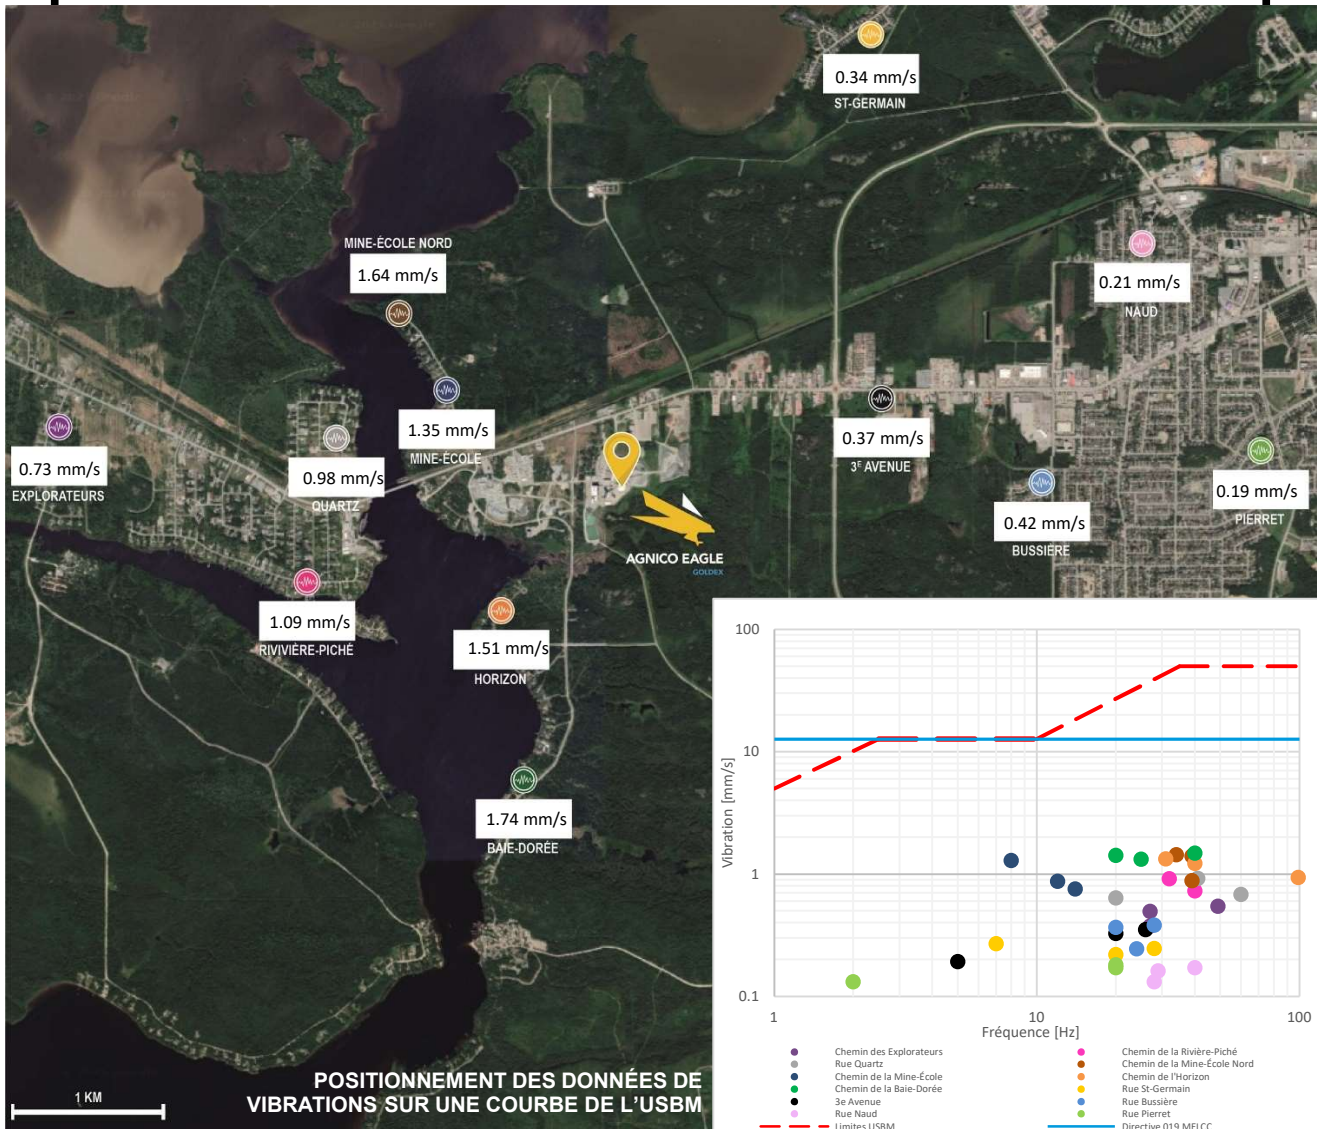 0.34 mm/s
ST-GERMAIN
MINE-ÉCOLE NORD
1.64 mm/s
0.21 mm/s
NAUD
1.35 mm/s
MINE-ÉCOLE
0.37 mm/s
3E AVENUE
0.73 mm/s
EXPLORATEURS
0.98 mm/s
QUARTZ
0.19 mm/s
PIERRET
0.42 mm/s
BUSSIÈRE
AGNICO EAGLE
GOLDEX
1.09 mm/s
RIVIVIÈRE-PICHÉ
1.51 mm/s
HORIZON
1.74 mm/s
BAIE-DORÉE
1 KM
POSITIONNEMENT DES DONNÉES DE
VIBRATIONS SUR UNE COURBE DE L'USBM
100
10
1
0.1
Vibration [mm/s]
1
10
100
Fréquence [Hz]
Chemin des Explorateurs
Chemin de la Rivière-Piché
Rue Quartz
Chemin de la Mine-École Nord
Chemin de la Mine-École
Chemin de l'Horizon
Chemin de la Baie-Dorée
Rue St-Germain
3e Avenue
Rue Bussière
Rue Naud
Rue Pierret
Limites USBM
Directive 019 MELCC